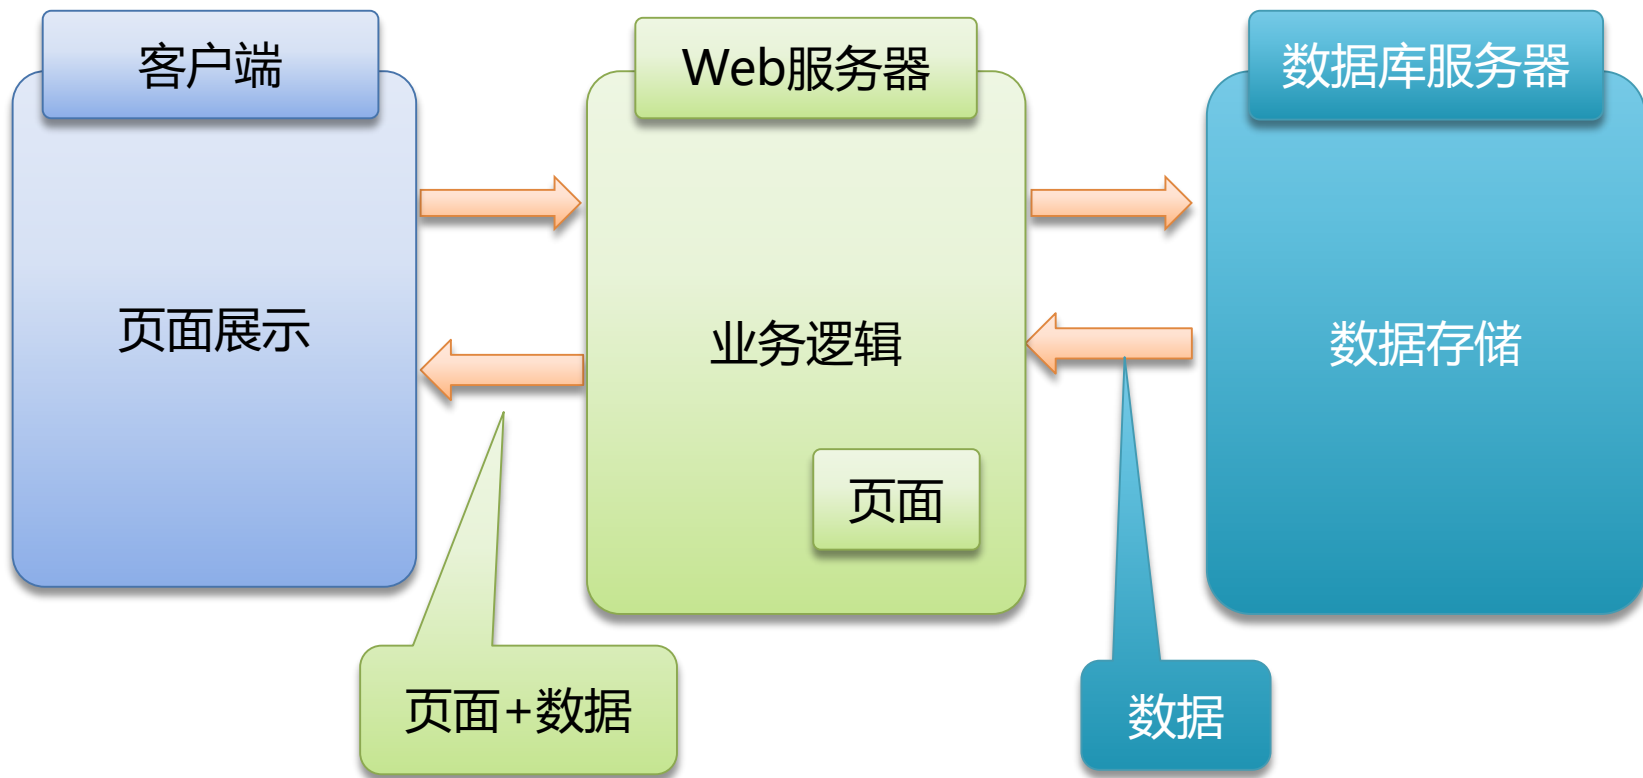 客户端
Web服务器
数据库服务器
页面展示
业务逻辑
数据存储
页面
页面+数据
数据